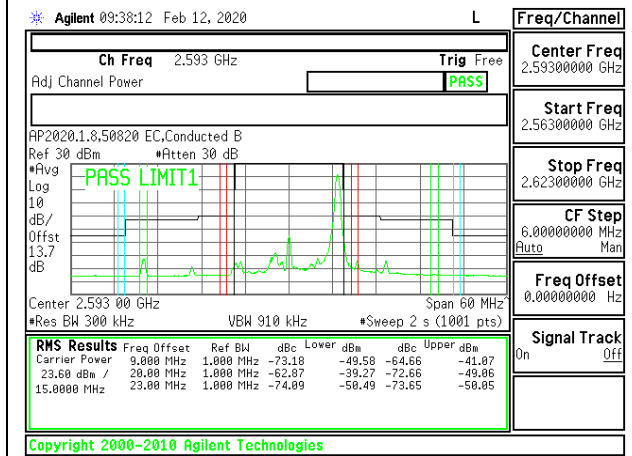 Agilent 09:38:12 Feb 12, 2020 L
Freq/Channel
Ch Freq 2.593 GHz Trig Free
Adj Channel Power
PASS
Center Freq
2.59300000 GHz
Start Freq
2.56300000 GHz
AP2020.1.8,50820 EC,Conducted B
Ref 30 dBm #Atten 30 dB
#Avg
Log
10
dB/
Offst
13.7
dB
PASS LIMIT1
Stop Freq
2.62300000 GHz
CF Step
6.00000000 MHz
Auto Man
Freq Offset
0.00000000 Hz
Center 2.593 00 GHz Span 60 MHz^
#Res BW 300 kHz VBW 910 kHz #Sweep 2 s (1001 pts)
Signal Track
On Off
RMS Results Freq Offset Ref BW dBc Lower dBm dBc Upper dBm
Carrier Power 9.000 MHz 1.000 MHz -73.18 -49.58 -64.66 -41.07
23.60 dBm / 20.00 MHz 1.000 MHz -62.87 -39.27 -72.66 -49.06
15.0000 MHz 23.00 MHz 1.000 MHz -74.09 -50.49 -73.65 -50.05
Copyright 2000-2010 Agilent Technologies